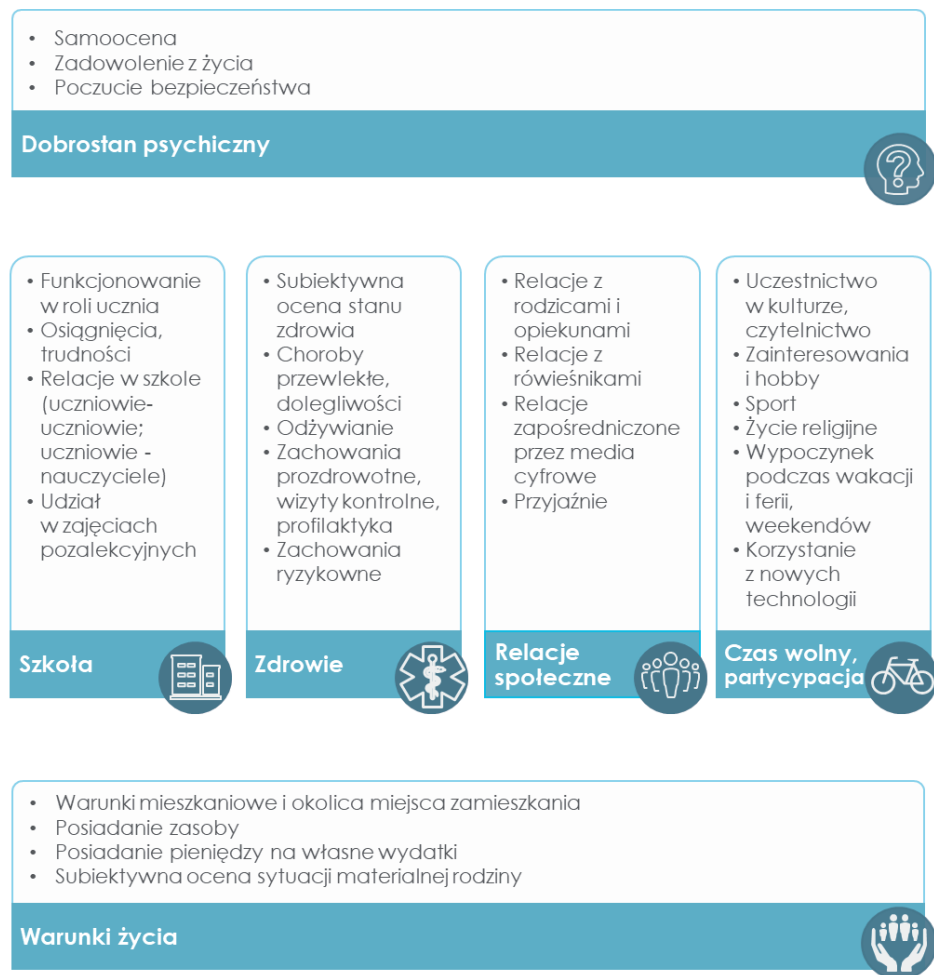 • Samoocena
• Zadowolenie z życia
• Poczucie bezpieczeństwa
Dobrostan psychiczny
• Funkcjonowanie
w roli ucznia
• Osiągnięcia,
trudności
• Relacje w szkole
(uczniowie-
uczniowie;
uczniowie -
nauczyciele)
• Udział
w zajęciach
pozalekcyjnych
Szkoła
• Subiektywna
ocena stanu
zdrowia
• Choroby
przewlekłe,
dolegliwości
• Odżywianie
• Zachowania
prozdrowotne,
wizyty kontrolne,
profilaktyka
• Zachowania
ryzykowne
Zdrowie
• Relacje z
rodzicami i
opiekunami
• Relacje z
rówieśnikami
• Relacje
zapośredniczone
przez media
cyfrowe
• Przyjaźnie
Relacje
społeczne
• Uczestnictwo
w kulturze,
czytelnictwo
• Zainteresowania
i hobby
• Sport
• Życie religijne
• Wypoczynek
podczas wakacji
i ferii,
weekendów
• Korzystanie
z nowych
technologii
Czas wolny,
partycypacja
• Warunki mieszkaniowe i okolica miejsca zamieszkania
• Posiadanie zasoby
• Posiadanie pieniędzy na własne wydatki
• Subiektywna ocena sytuacji materialnej rodziny
Warunki życia